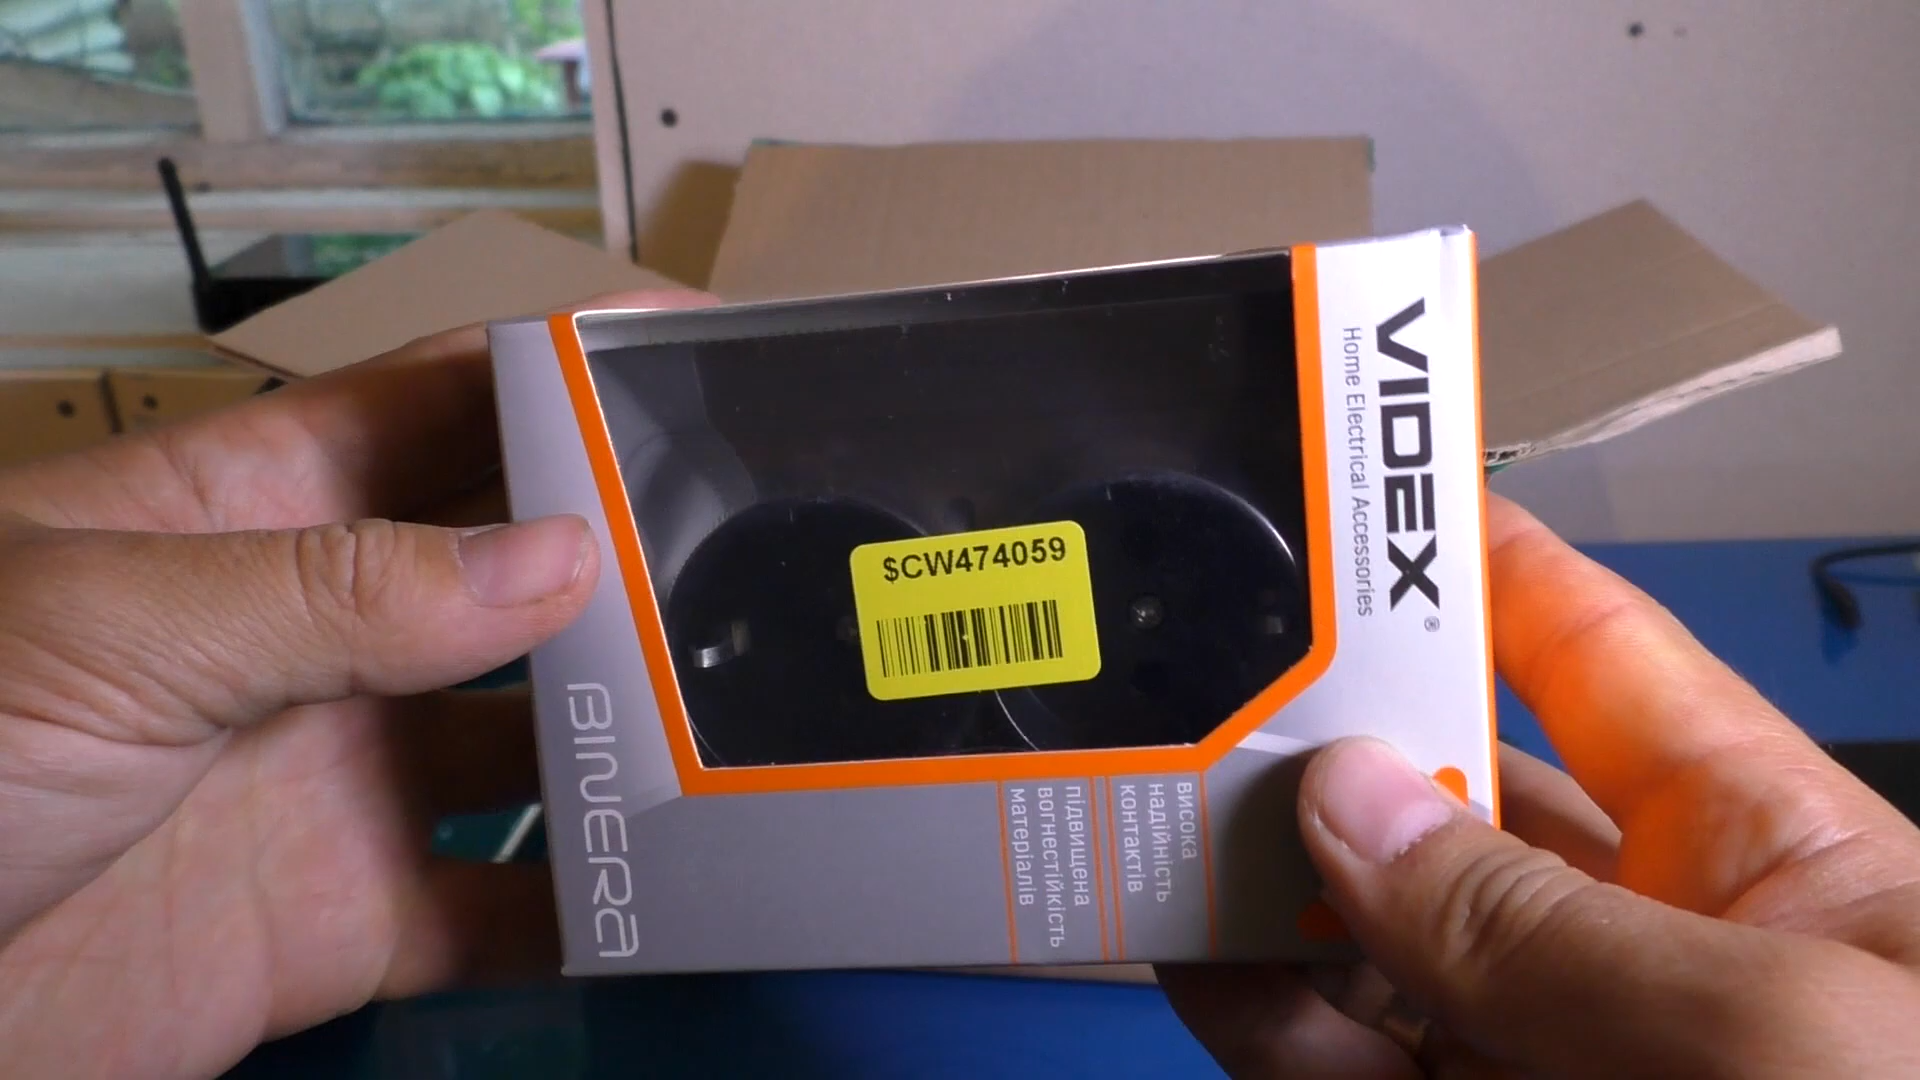 VIDEX®
Home Electrical Accessories
$CW474059
BINERA
висока
надійність
контактів
підвищена
вогнестійкість
матеріалів